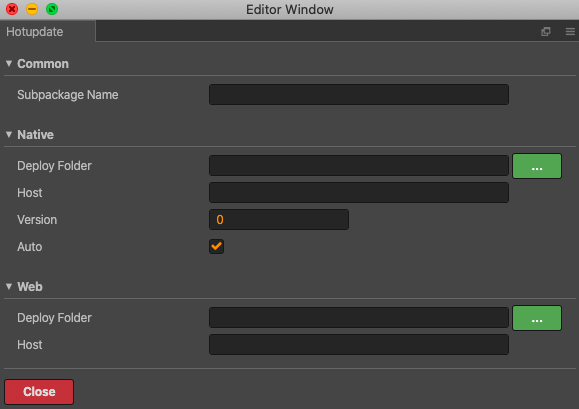 Editor Window
Hotupdate
Common
Subpackage Name
Native
Deploy Folder ...
Host
Version 0
Auto
Web
Deploy Folder ...
Host
Close